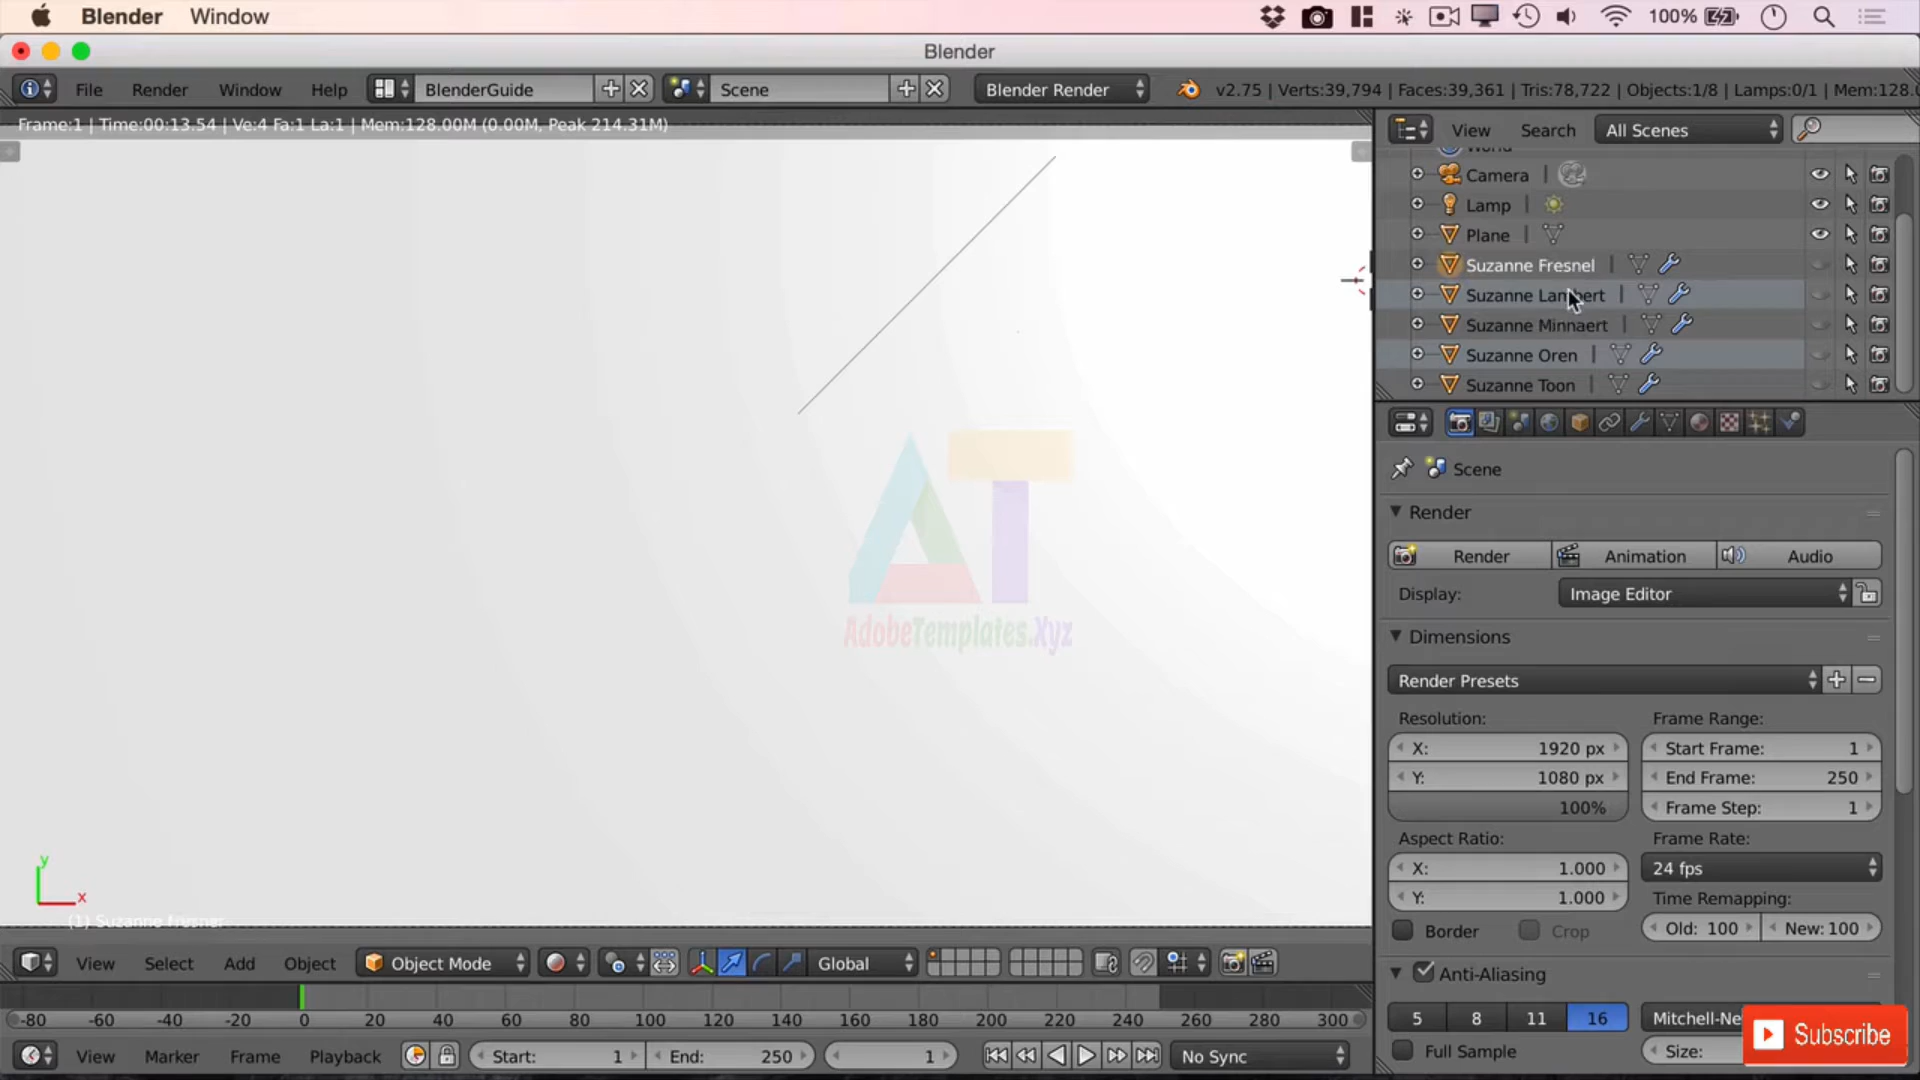 Blender Window 100%
Blender
File Render Window Help BlenderGuide Scene Blender Render v2.75 | Verts:39,794 | Faces:39,361 | Tris:78,722 | Objects:1/8 | Lamps:0/1 | Mem:128.
Frame:1 | Time:00:13.54 | Ve:4 Fa:1 La:1 | Mem:128.00M (0.00M, Peak 214.31M)
View Search All Scenes
World
Camera
Lamp
Plane
Suzanne Fresnel
Suzanne Lambert
Suzanne Minnaert
Suzanne Oren
Suzanne Toon
Scene
Render
Render Animation Audio
Display: Image Editor
Dimensions
Render Presets
Resolution: Frame Range:
X: 1920 px Start Frame: 1
Y: 1080 px End Frame: 250
100% Frame Step: 1
Aspect Ratio: Frame Rate:
X: 1.000 24 fps
Y: 1.000 Time Remapping:
Border Crop Old: 100 New: 100
Anti-Aliasing
5 8 11 16 Mitchell-Ne
Full Sample Size:
Subscribe
AT
AdobeTemplates.Xyz
y
x
(1) Suzanne Fresnel
View Select Add Object Object Mode Global
-80 -60 -40 -20 0 20 40 60 80 100 120 140 160 180 200 220 240 260 280 300
View Marker Frame Playback Start: 1 End: 250 1 No Sync